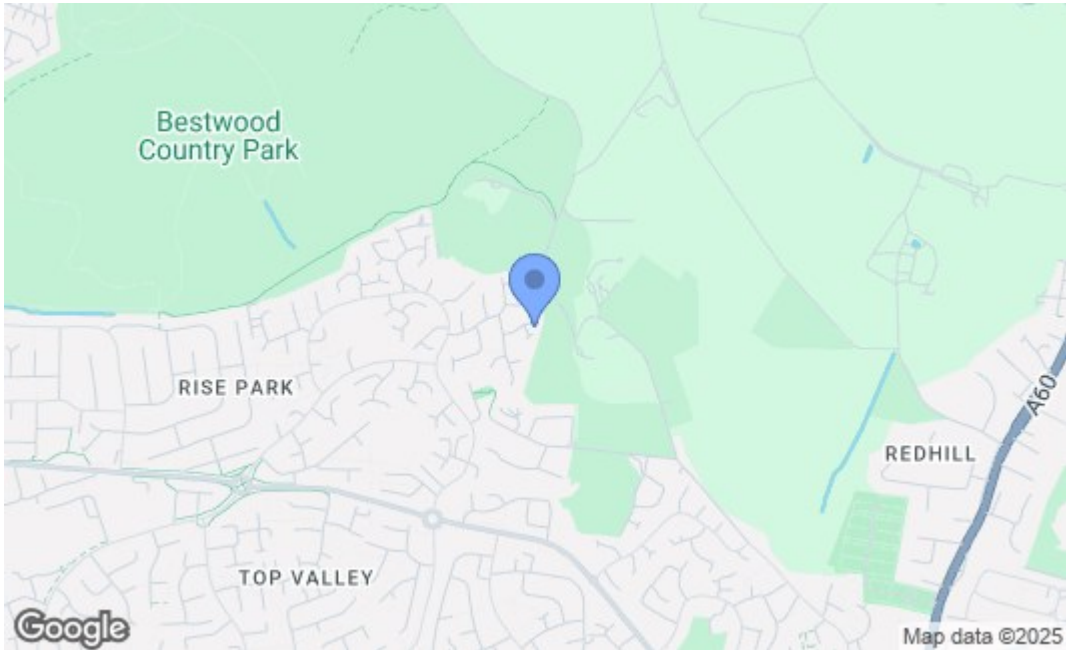 Bestwood
Country Park
RISE PARK
A60
REDHILL
TOP VALLEY
Google
Map data ©2025